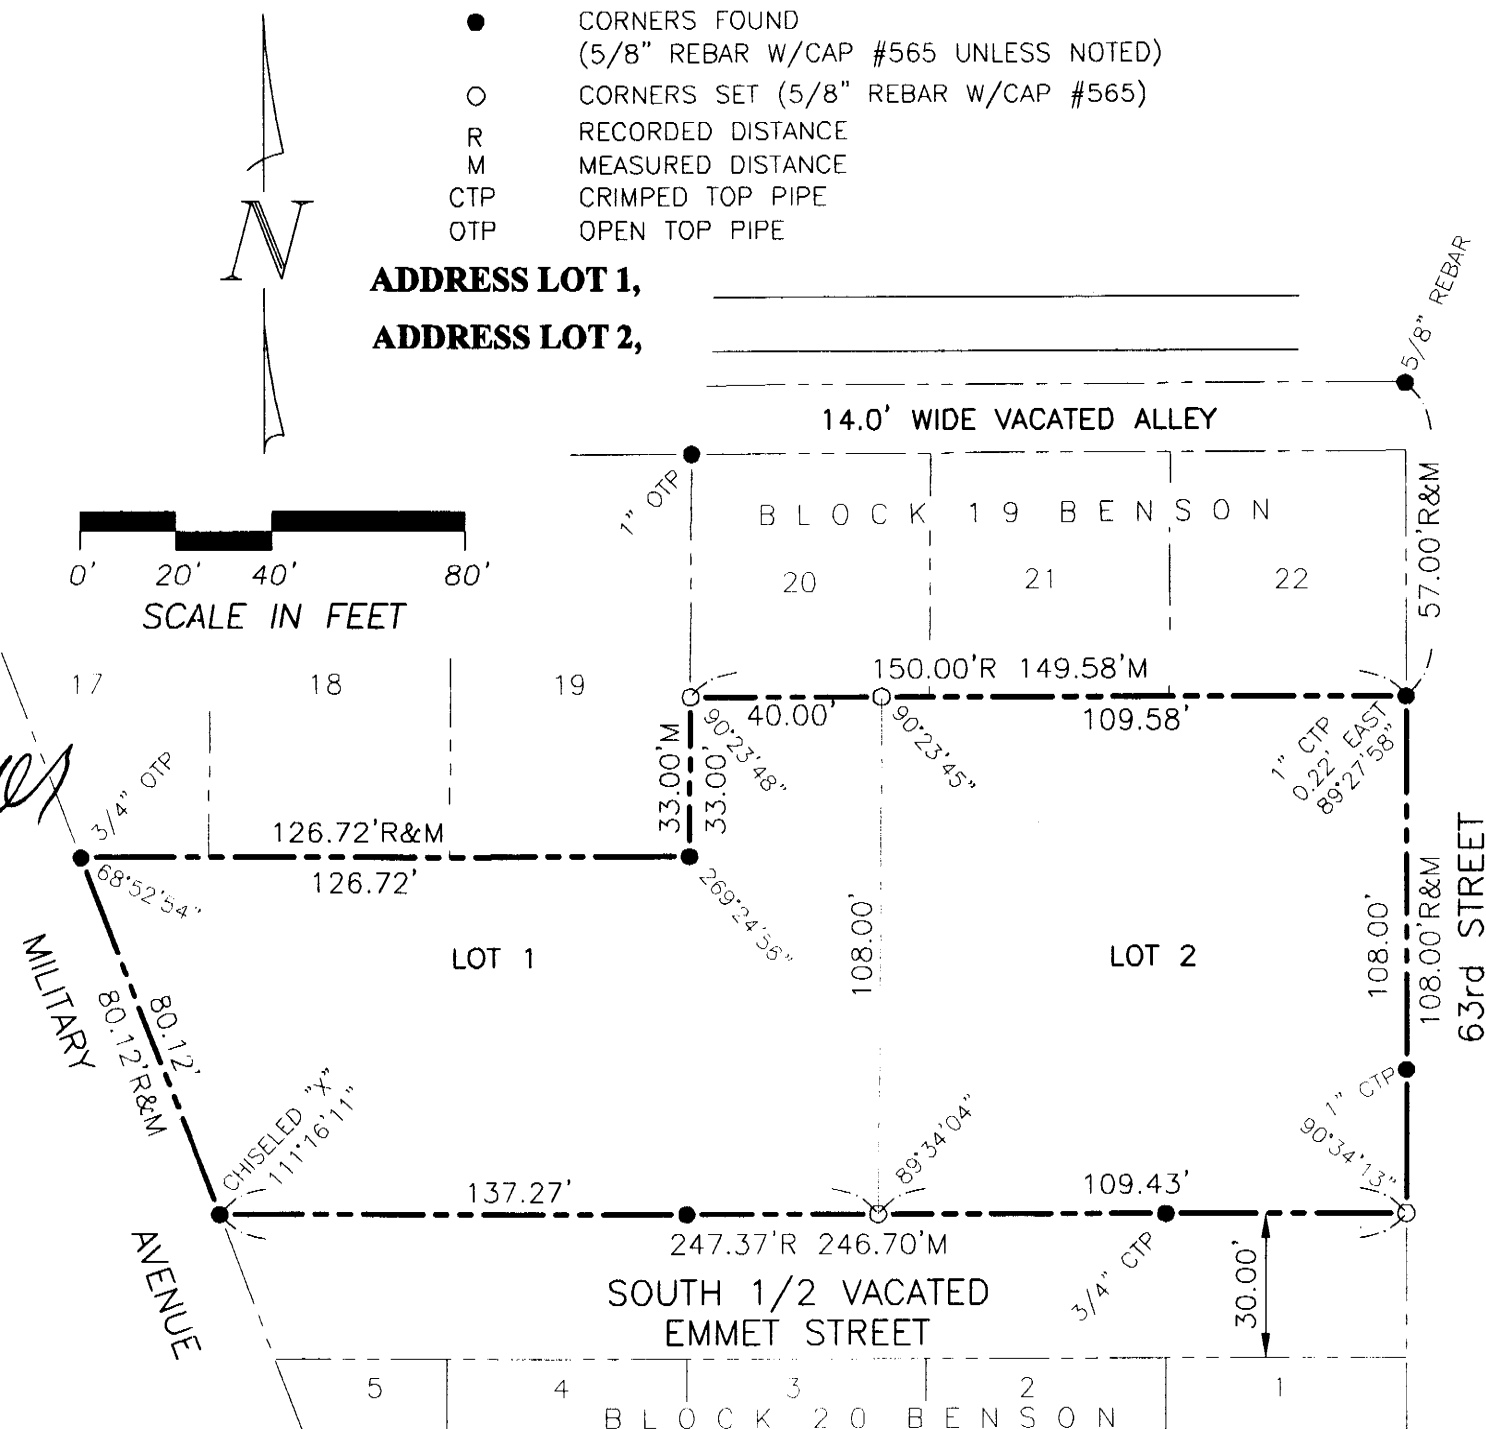 ● CORNERS FOUND
(5/8" REBAR W/CAP #565 UNLESS NOTED)
○ CORNERS SET (5/8" REBAR W/CAP #565)
R RECORDED DISTANCE
M MEASURED DISTANCE
CTP CRIMPED TOP PIPE
OTP OPEN TOP PIPE
N
ADDRESS LOT 1,
ADDRESS LOT 2,
5/8" REBAR
14.0' WIDE VACATED ALLEY
1" OTP
BLOCK 19 BENSON
57.00'R&M
0' 20' 40' 80'
SCALE IN FEET
20 21 22
17 18 19
150.00'R 149.58'M
40.00' 109.58'
90°23'48"
90°23'45"
1" CTP
0.22' EAST
89°27'58"
33.00'M
33.00'
3/4" OTP
126.72'R&M
126.72'
68°52'54"
269°24'56"
108.00'
108.00'
108.00'R&M
63rd STREET
LOT 1 LOT 2
MILITARY
80.12'
80.12'R&M
CHISELED "X"
111°16'11"
89°34'04"
1" CTP
90°34'13"
137.27' 109.43'
247.37'R 246.70'M
3/4" CTP
30.00'
AVENUE
SOUTH 1/2 VACATED
EMMET STREET
5 4 3 2 1
BLOCK 20 BENSON